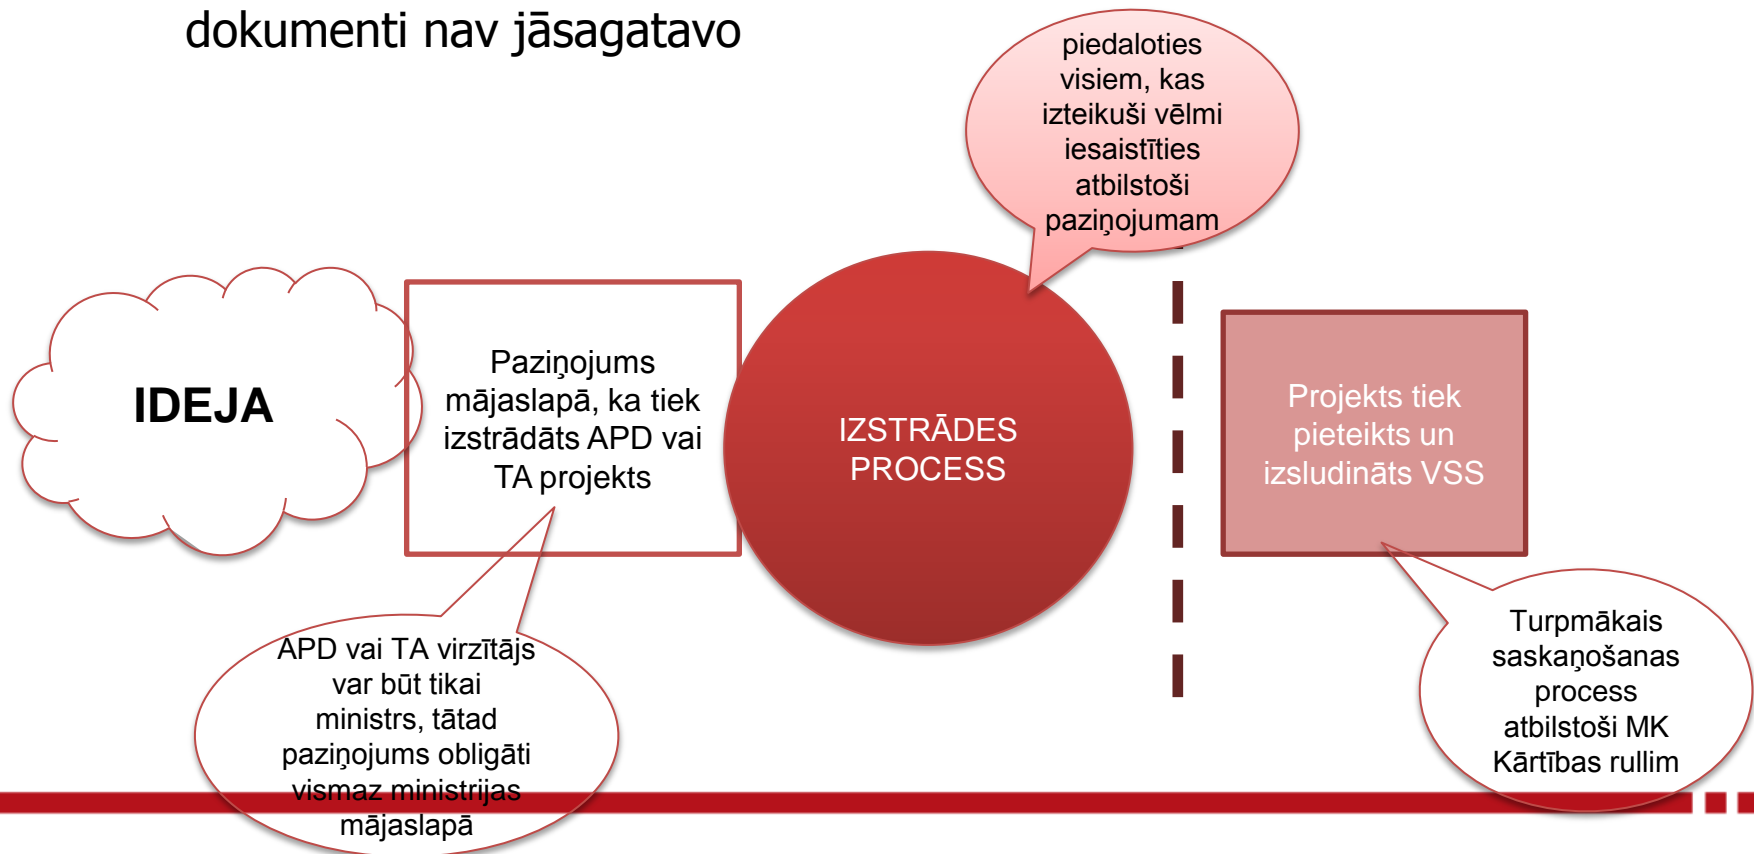 dokumenti nav jāsagatavo
piedaloties
visiem, kas
izteikuši vēlmi
iesaistīties
atbilstoši
paziņojumam
IDEJA
Paziņojums
mājaslapā, ka tiek
izstrādāts APD vai
TA projekts
IZSTRĀDES
PROCESS
Projekts tiek
pieteikts un
izsludināts VSS
APD vai TA virzītājs
var būt tikai
ministrs, tātad
paziņojums obligāti
vismaz ministrijas
mājaslapā
Turpmākais
saskaņošanas
process
atbilstoši MK
Kārtības rullim